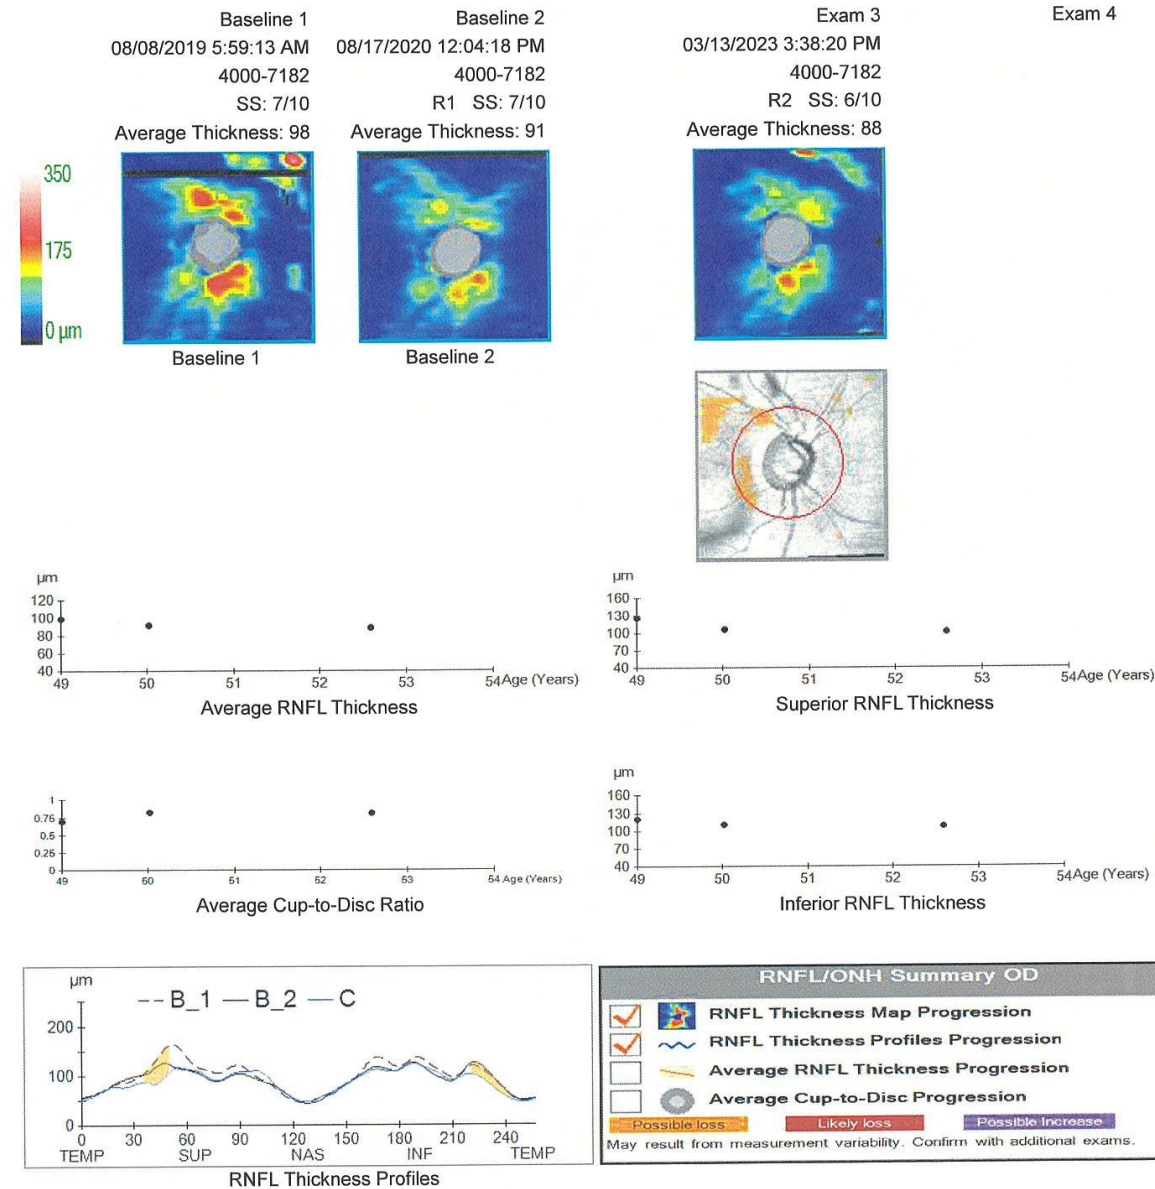 Baseline 1
08/08/2019 5:59:13 AM
4000-7182
SS: 7/10
Average Thickness: 98
Baseline 2
08/17/2020 12:04:18 PM
4000-7182
R1 SS: 7/10
Average Thickness: 91
Exam 3
03/13/2023 3:38:20 PM
4000-7182
R2 SS: 6/10
Average Thickness: 88
Exam 4
350
175
0 µm
Baseline 1
Baseline 2
µm
120
100
80
60
40
49 50 51 52 53 54 Age (Years)
Average RNFL Thickness
µm
160
130
100
70
40
49 50 51 52 53 54 Age (Years)
Superior RNFL Thickness
1
0.75
0.5
0.25
0
49 50 51 52 53 54 Age (Years)
Average Cup-to-Disc Ratio
µm
160
130
100
70
40
49 50 51 52 53 54 Age (Years)
Inferior RNFL Thickness
µm
B_1 B_2 C
200
100
0
0 30 60 90 120 150 180 210 240
TEMP SUP NAS INF TEMP
RNFL Thickness Profiles
RNFL/ONH Summary OD
RNFL Thickness Map Progression
RNFL Thickness Profiles Progression
Average RNFL Thickness Progression
Average Cup-to-Disc Progression
Possible loss Likely loss Possible Increase
May result from measurement variability. Confirm with additional exams.